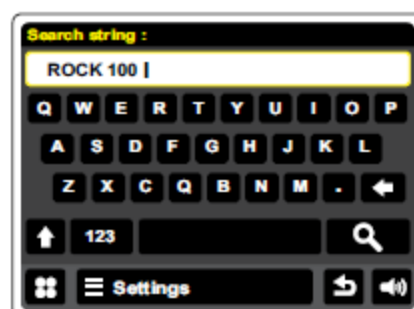 Search string :
ROCK 100
Q W E R T Y U I O P
A S D F G H J K L
Z X C Q B N M .
123
Settings